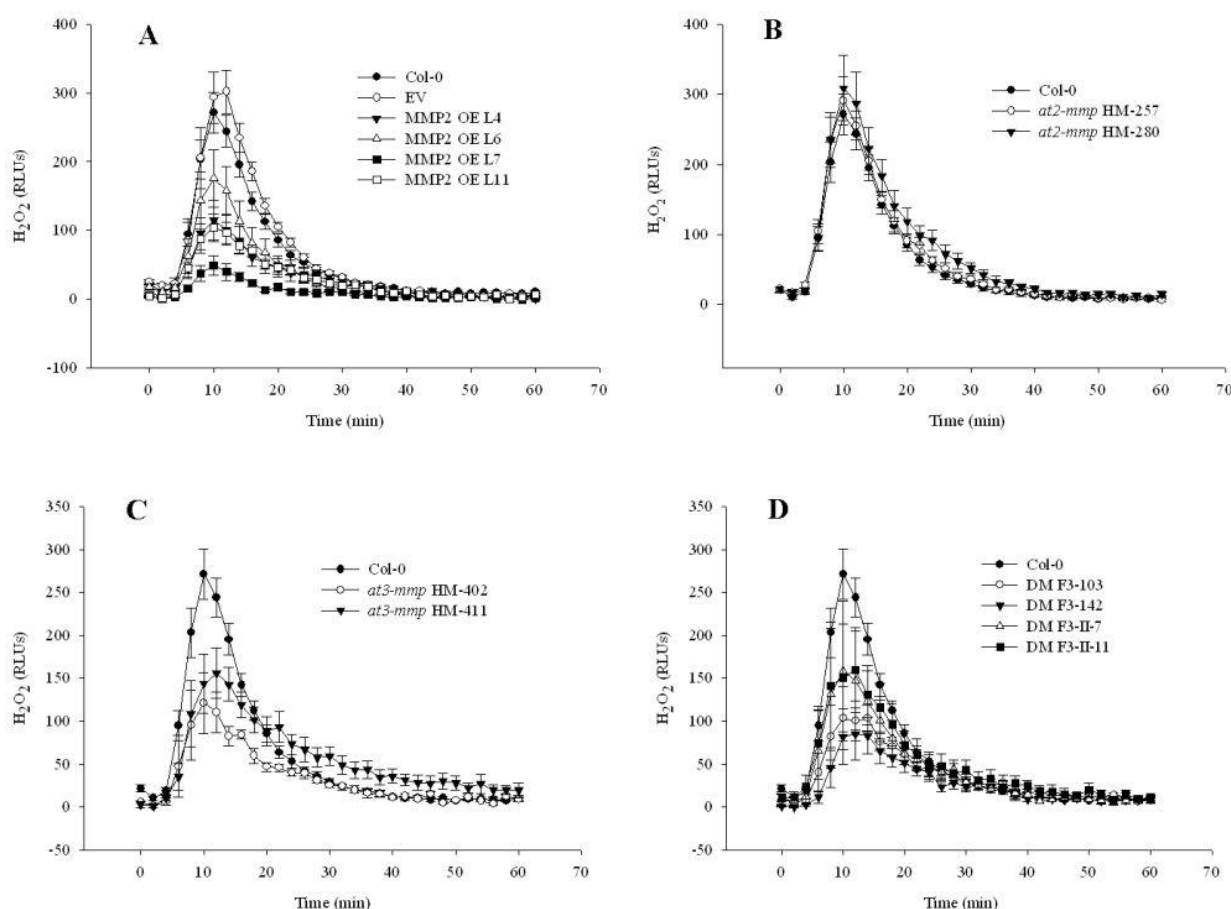 A
H₂O₂ (RLUs)
400
300
200
100
0
-100
Col-0
EV
MMP2 OE L4
MMP2 OE L6
MMP2 OE L7
MMP2 OE L11
0 10 20 30 40 50 60 70
Time (min)
B
H₂O₂ (RLUs)
400
300
200
100
0
Col-0
at2-mmp HM-257
at2-mmp HM-280
0 10 20 30 40 50 60 70
Time (min)
C
H₂O₂ (RLUs)
350
300
250
200
150
100
50
0
-50
Col-0
at3-mmp HM-402
at3-mmp HM-411
0 10 20 30 40 50 60 70
Time (min)
D
H₂O₂ (RLUs)
350
300
250
200
150
100
50
0
-50
Col-0
DM F3-103
DM F3-142
DM F3-II-7
DM F3-II-11
0 10 20 30 40 50 60 70
Time (min)